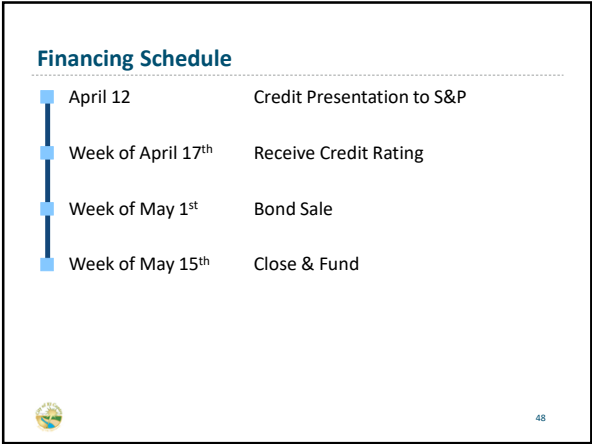 Financing Schedule
April 12 Credit Presentation to S&P
Week of April 17th Receive Credit Rating
Week of May 1st Bond Sale
Week of May 15th Close & Fund
48